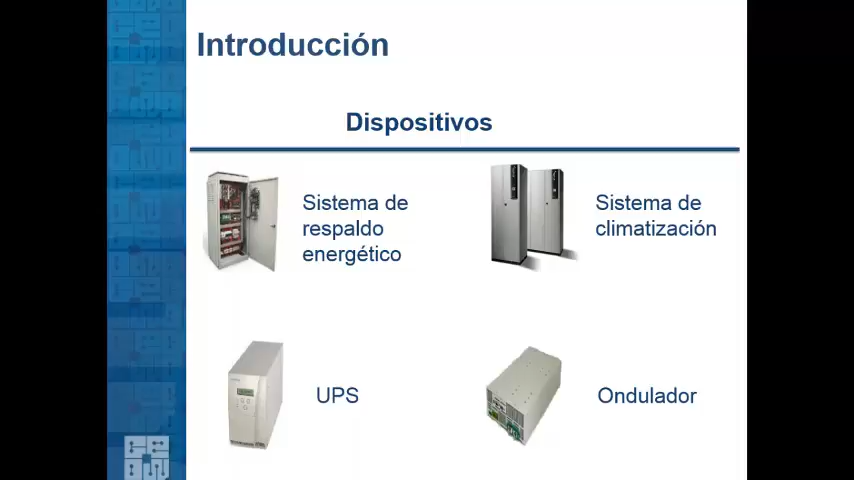 Introducción
Dispositivos
Sistema de
respaldo
energético
Sistema de
climatización
UPS
Ondulador